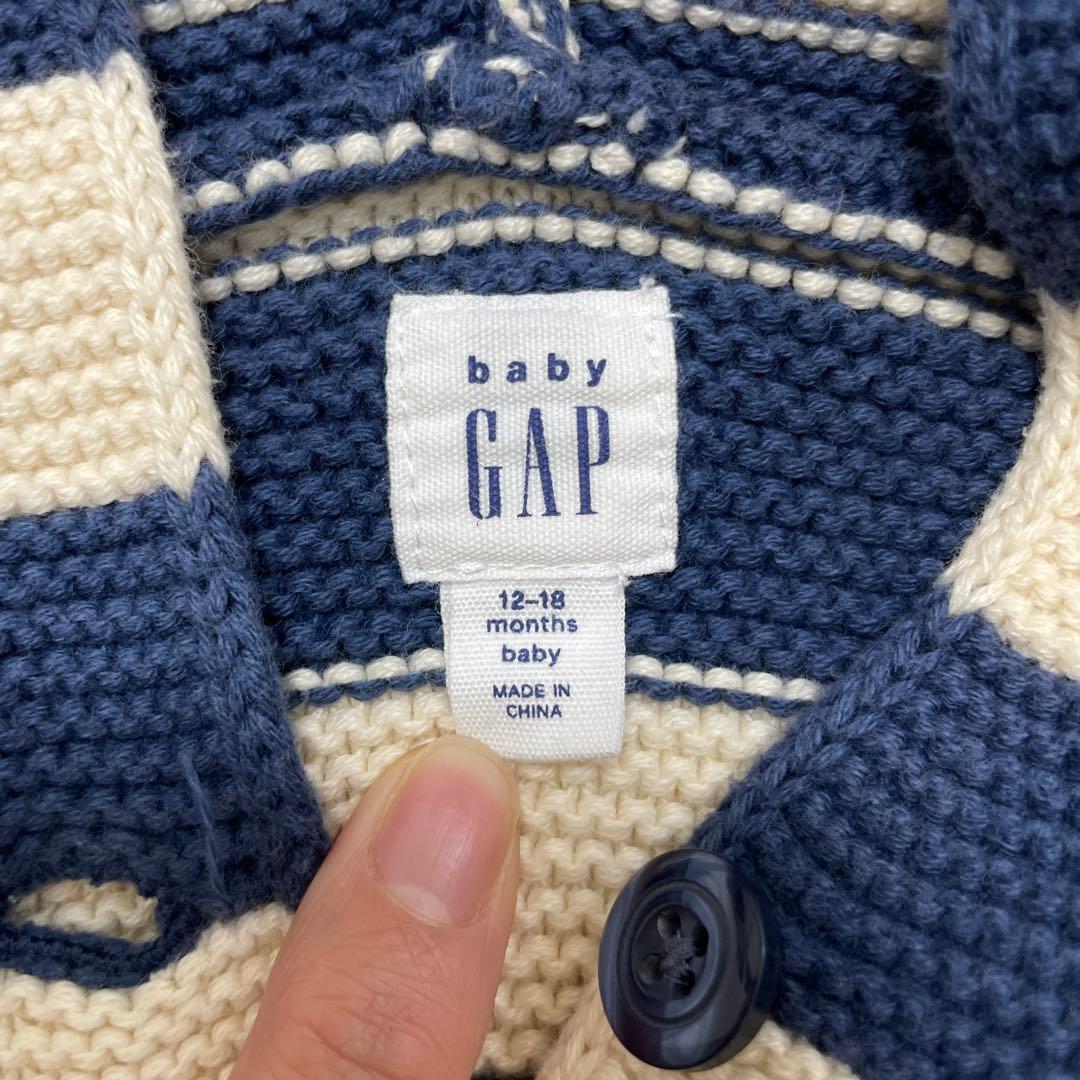 baby
GAP
12-18
months
baby
MADE IN
CHINA